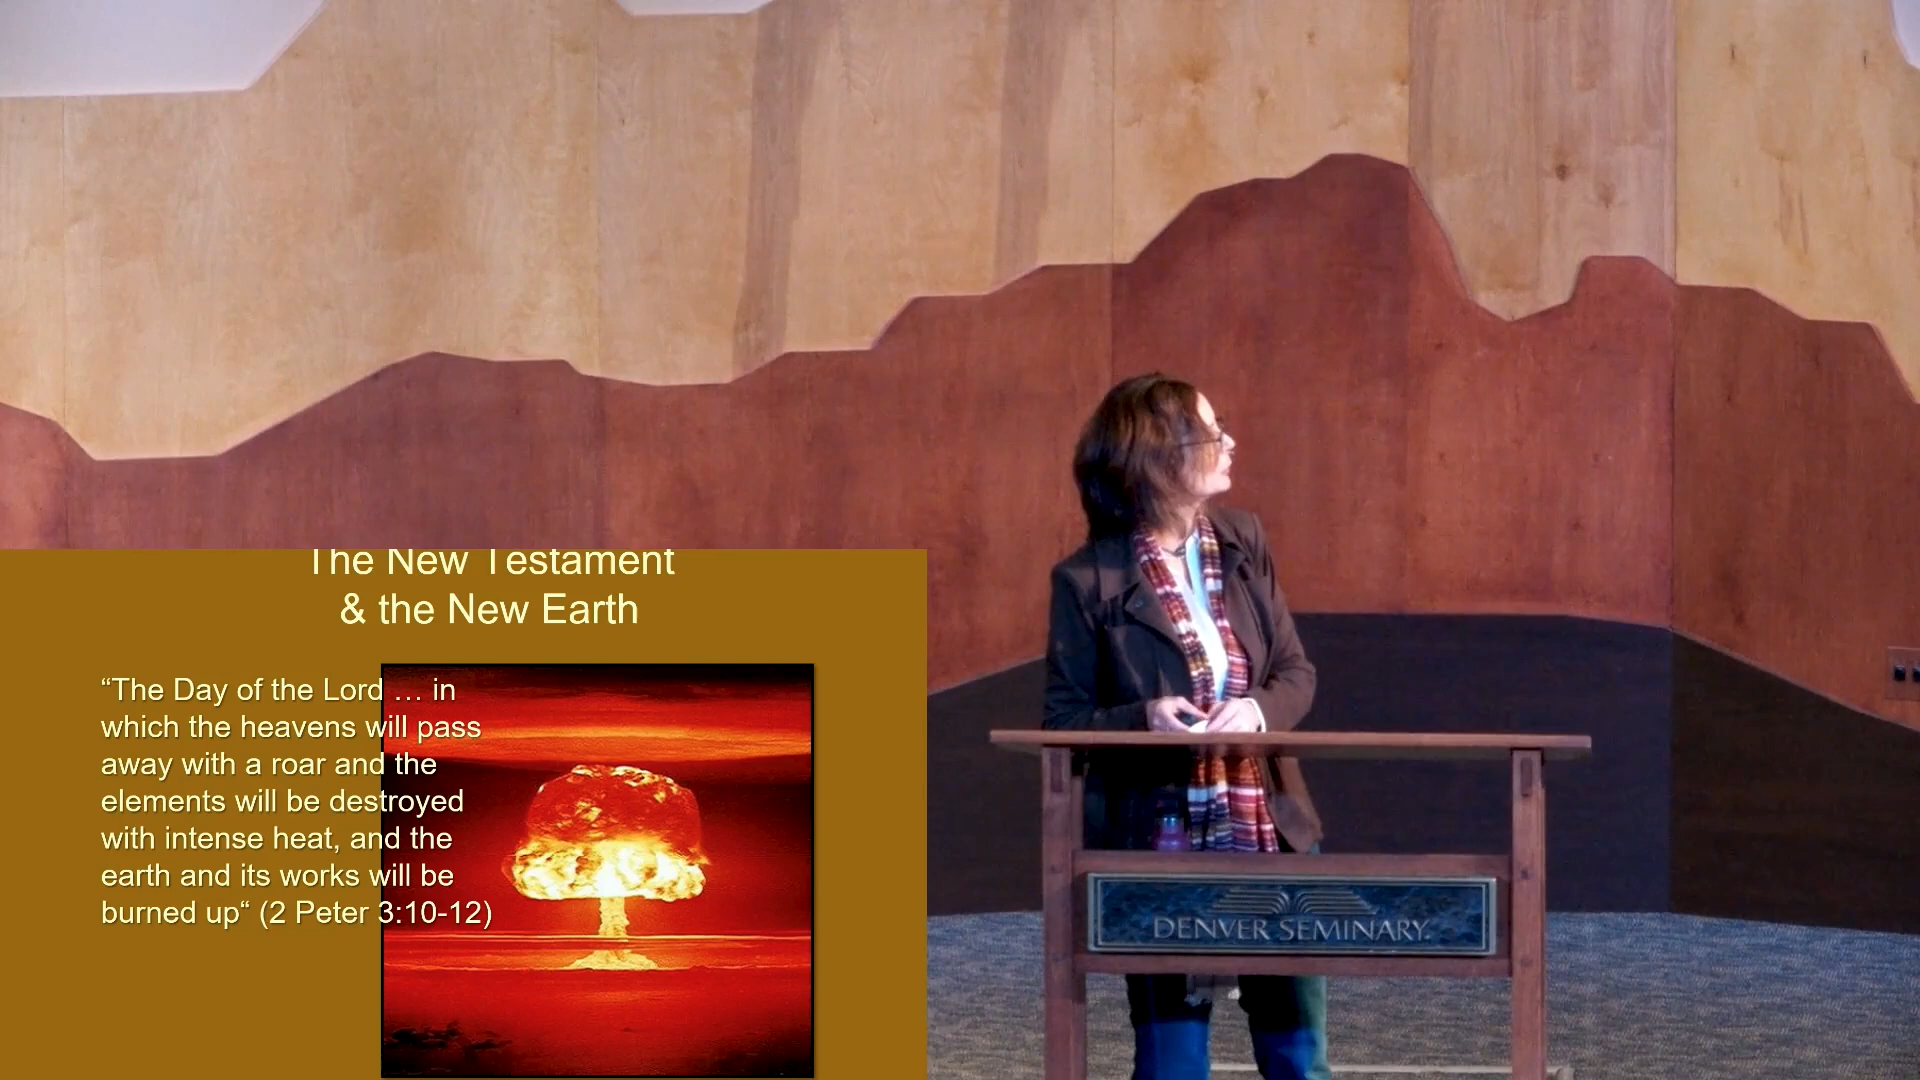 The New Testament
& the New Earth
“The Day of the Lord … in
which the heavens will pass
away with a roar and the
elements will be destroyed
with intense heat, and the
earth and its works will be
burned up“ (2 Peter 3:10-12)
DENVER SEMINARY.